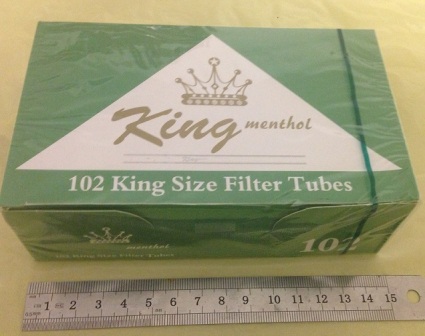 King menthol
102 King Size Filter Tubes
menthol
102
102 King Size Filter Tubes
1 2 3 4 5 6 7 8 9 10 11 12 13 14 15